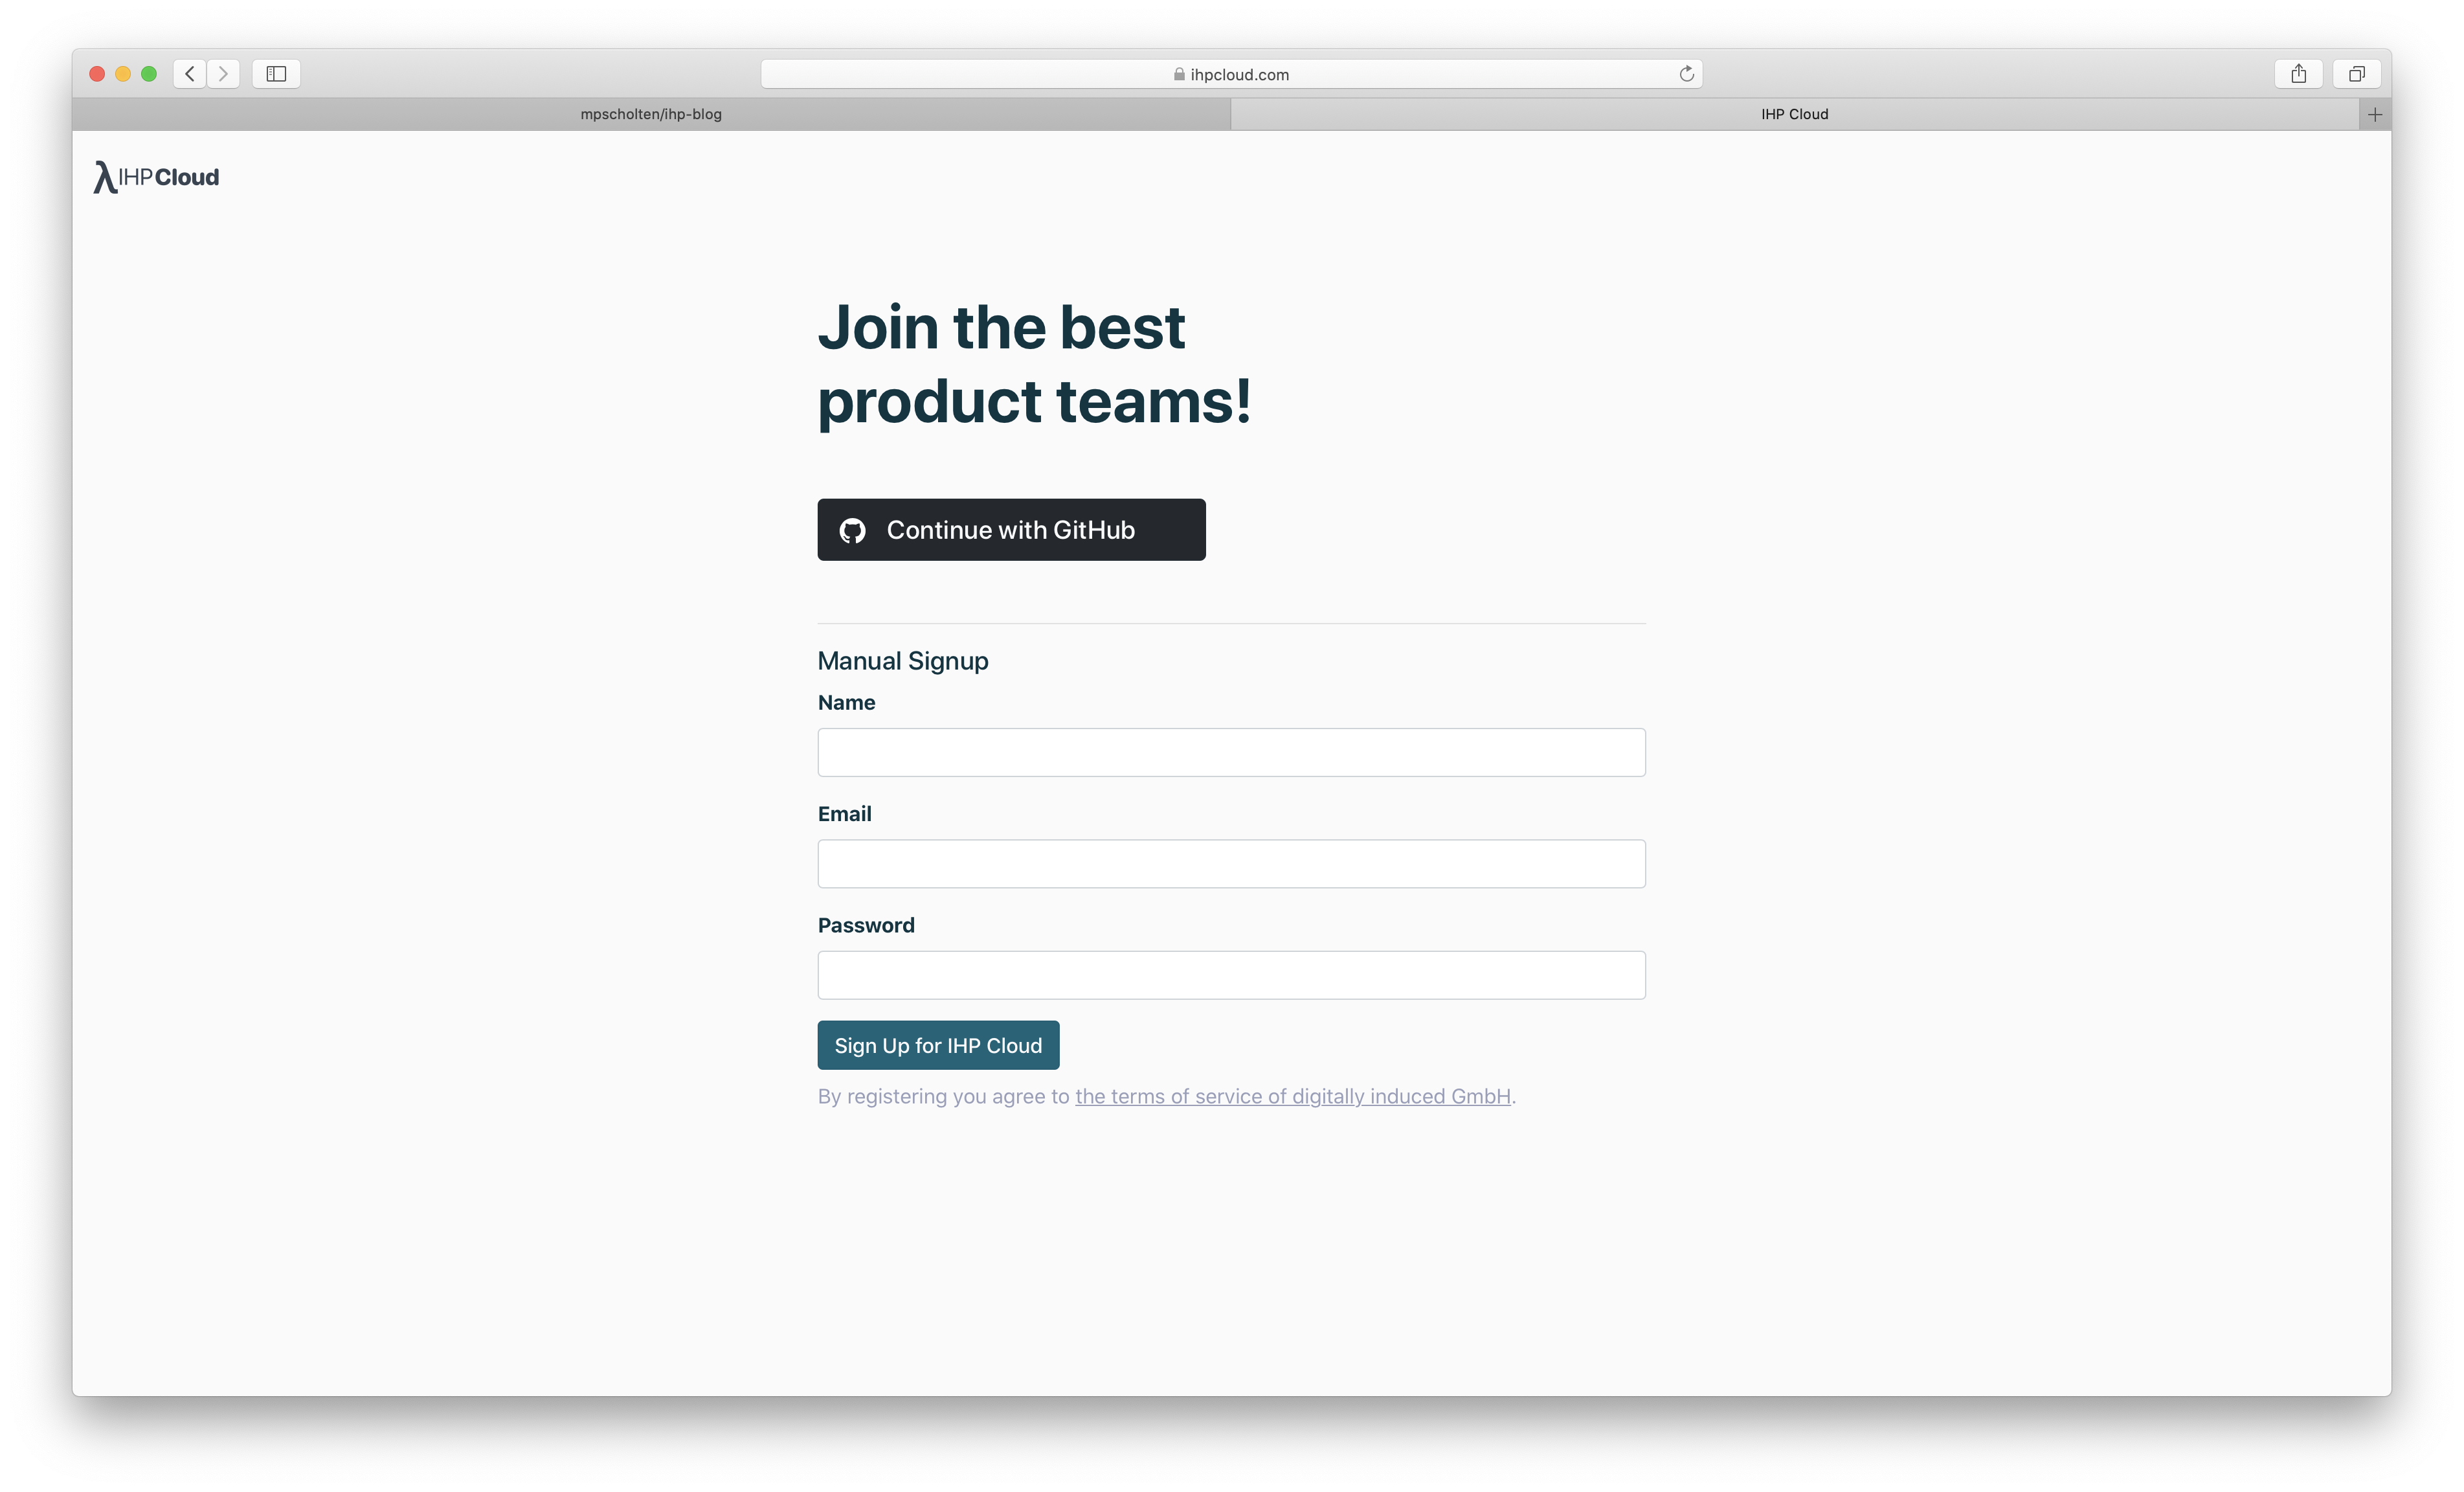 ihpcloud.com
mpscholten/ihp-blog
IHP Cloud
λIHPCloud
Join the best
product teams!
Continue with GitHub
Manual Signup
Name
Email
Password
Sign Up for IHP Cloud
By registering you agree to the terms of service of digitally induced GmbH.